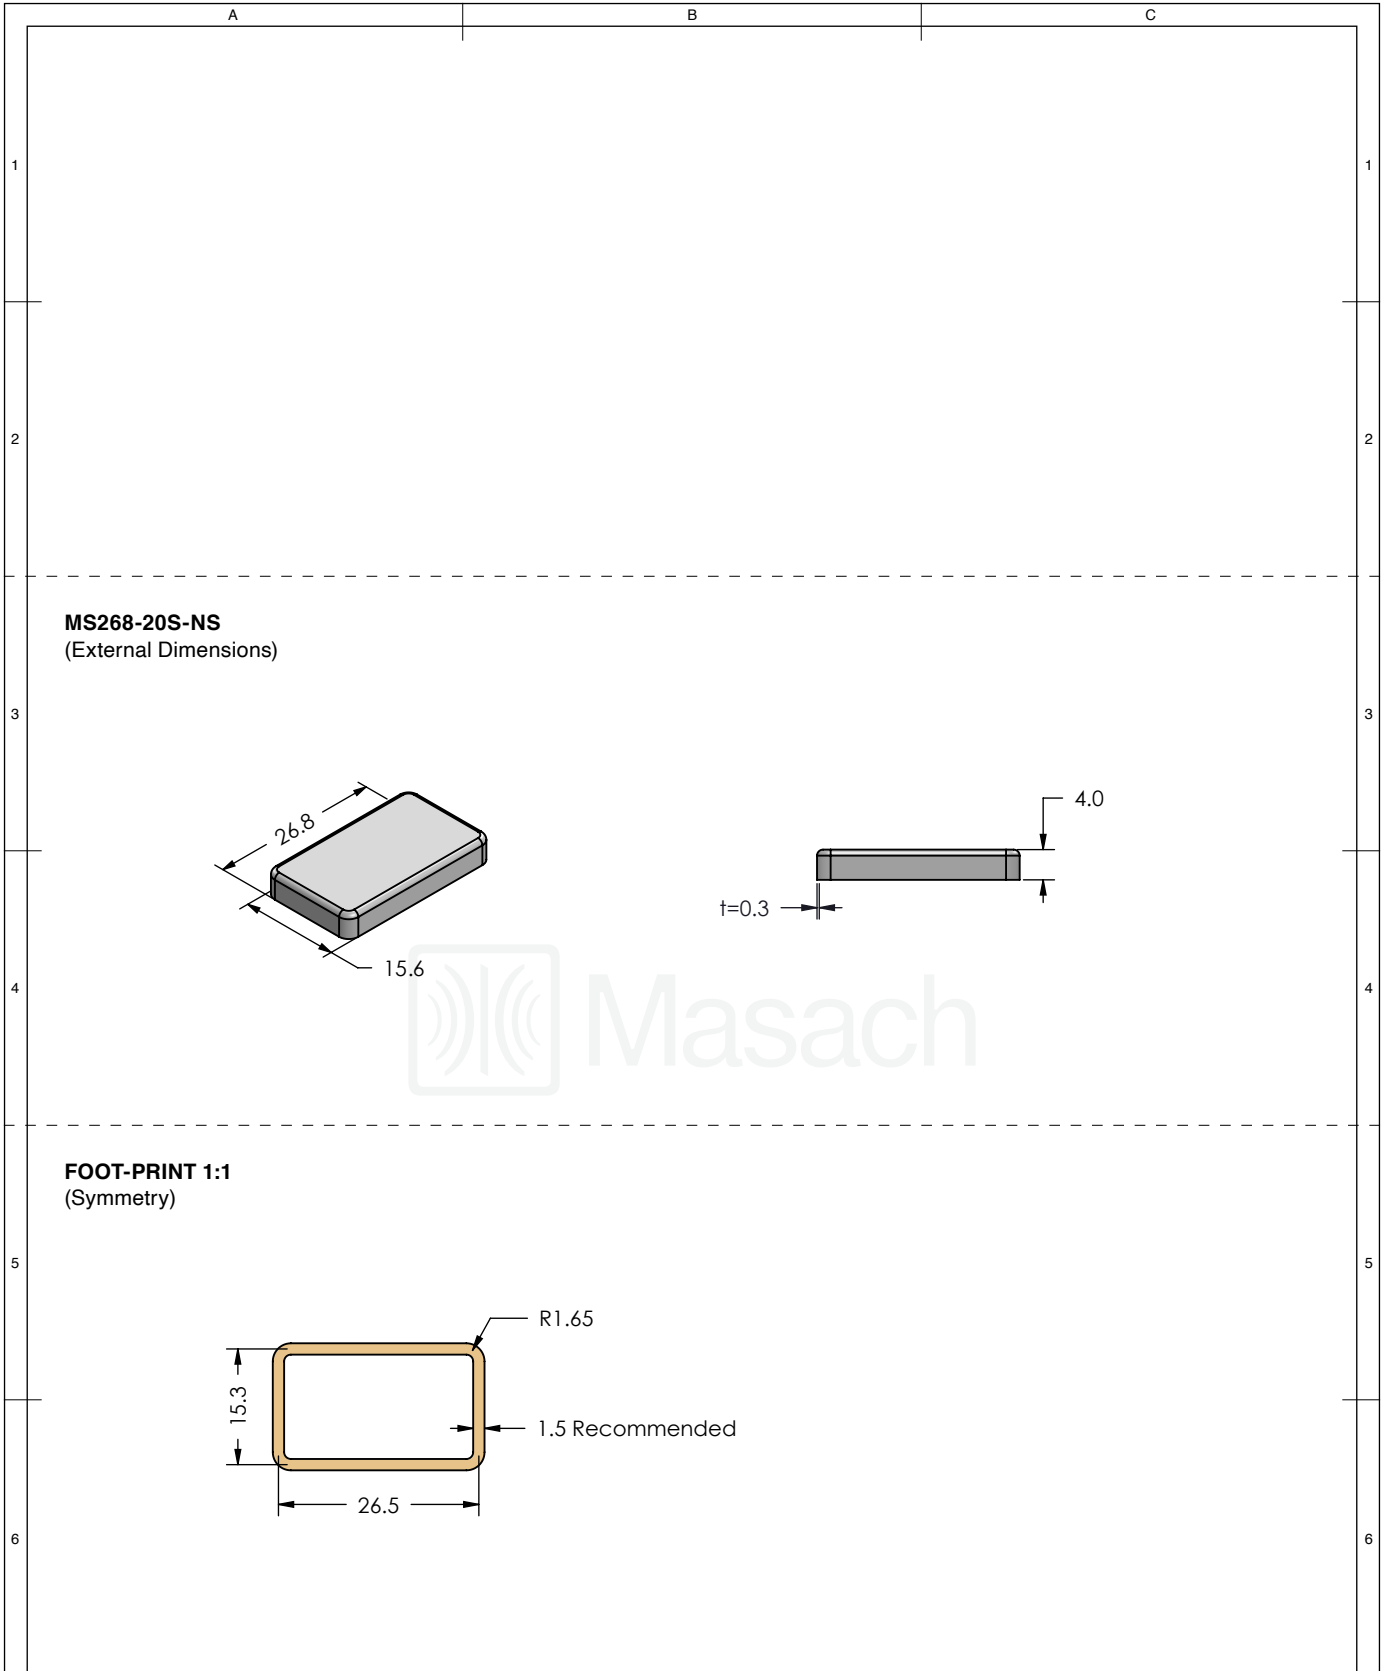 A B C
1 1
2 2
MS268-20S-NS
(External Dimensions)
3 3
26.8
4.0
t=0.3
15.6
4 4
Masach
FOOT-PRINT 1:1
(Symmetry)
5 5
R1.65
15.3
1.5 Recommended
26.5
6 6